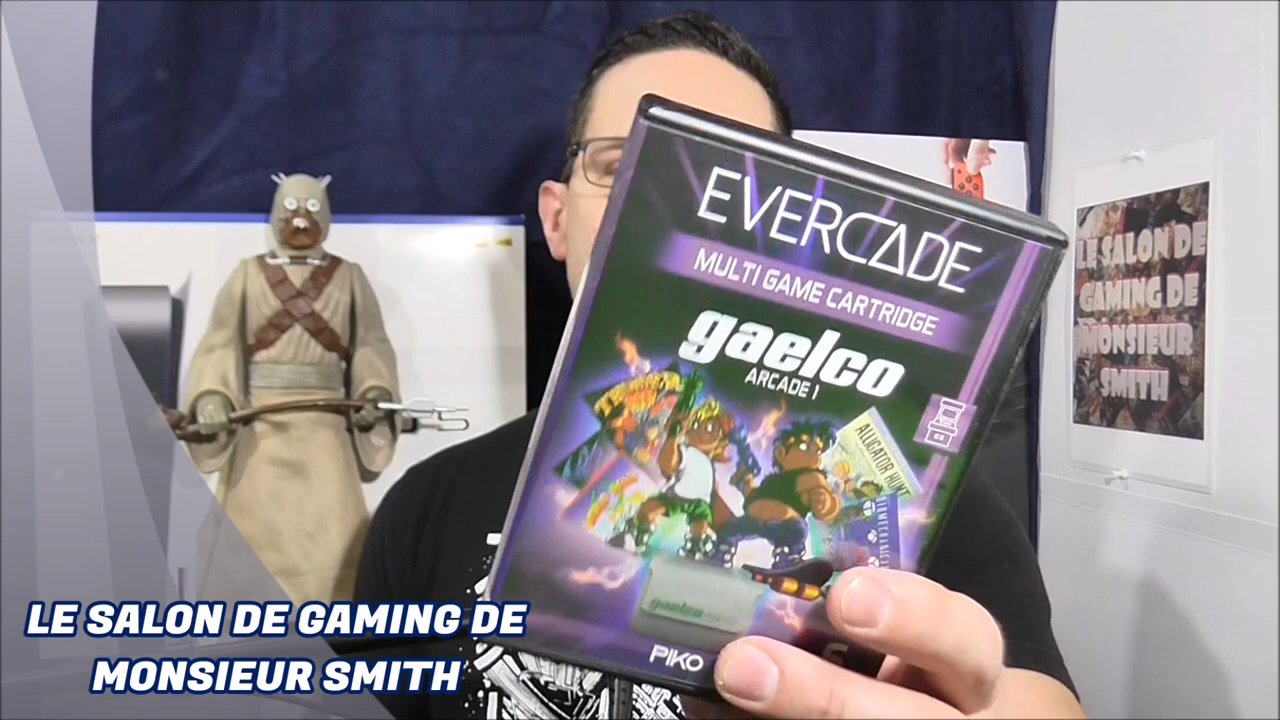 EVERCADE
MULTI GAME CARTRIDGE
gaelco
ARCADE 1
ALLIGATOR HUNT
gaelco
PIKO
LE SALON DE
GAMING DE
MONSIEUR
SMITH
LE SALON DE GAMING DE
MONSIEUR SMITH